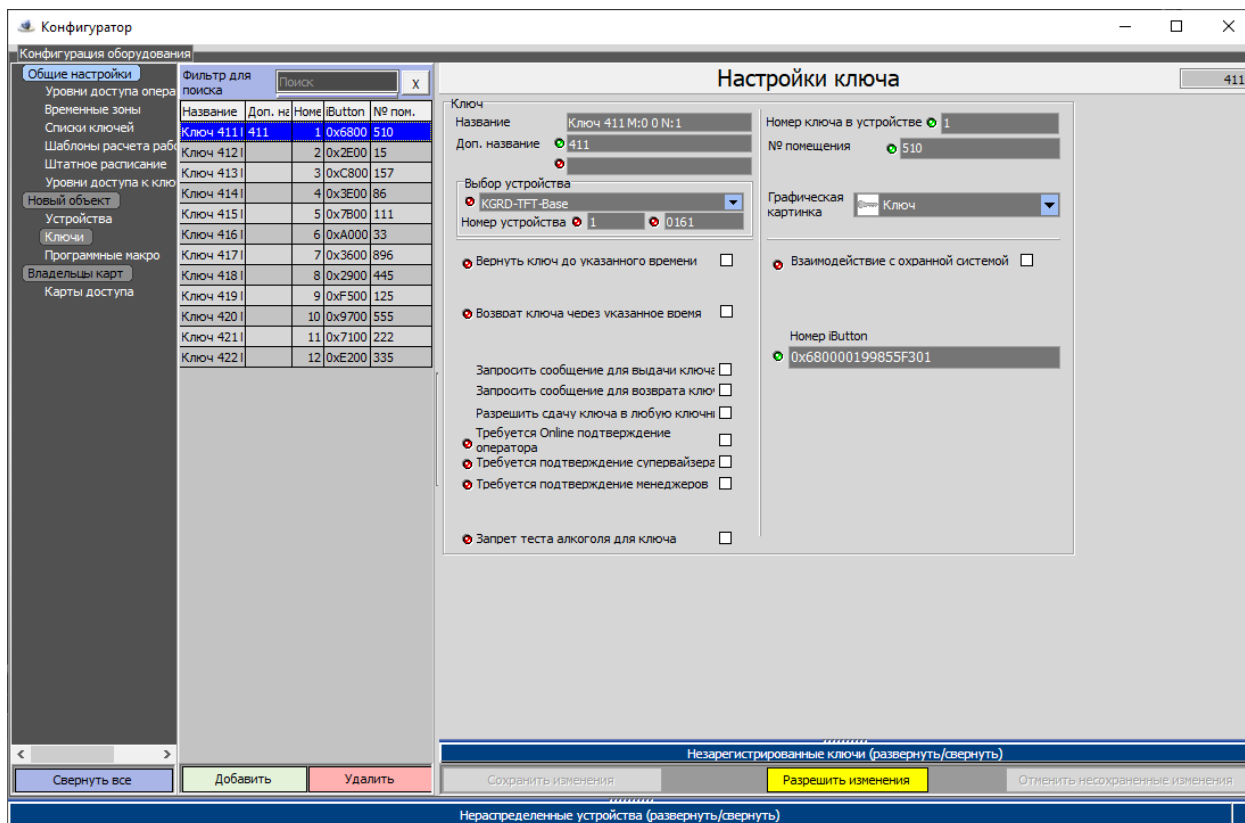 Конфигуратор
Конфигурация оборудования
Общие настройки
Уровни доступа опера
Временные зоны
Списки ключей
Шаблоны расчета рабо
Штатное расписание
Уровни доступа к клю
Новый объект
Устройства
Ключи
Программные макро
Владельцы карт
Карты доступа
Свернуть все
Фильтр для поиска
Поиск
X
Название Доп. на Номе iButton № пом.
Ключ 411 I 411 1 0x6800 510
Ключ 412 I 2 0x2E00 15
Ключ 413 I 3 0xC800 157
Ключ 414 I 4 0x3E00 86
Ключ 415 I 5 0x7B00 111
Ключ 416 I 6 0xA000 33
Ключ 417 I 7 0x3600 896
Ключ 418 I 8 0x2900 445
Ключ 419 I 9 0xF500 125
Ключ 420 I 10 0x9700 555
Ключ 421 I 11 0x7100 222
Ключ 422 I 12 0xE200 335
Добавить
Удалить
Настройки ключа
411
Ключ
Название Ключ 411 M:0 0 N:1
Доп. название 411
Выбор устройства
KGRD-TFT-Base
Номер устройства 1 0161
Вернуть ключ до указанного времени
Возврат ключа через указанное время
Запросить сообщение для выдачи ключа
Запросить сообщение для возврата клю
Разрешить сдачу ключа в любую ключн
Требуется Online подтверждение
оператора
Требуется подтверждение супервайзера
Требуется подтверждение менеджеров
Запрет теста алкоголя для ключа
Номер ключа в устройстве 1
№ помещения 510
Графическая
картинка
Ключ
Взаимодействие с охранной системой
Номер iButton
0x680000199855F301
Незарегистрированные ключи (развернуть/свернуть)
Сохранить изменения
Разрешить изменения
Отменить несохраненные изменения
Нераспределенные устройства (развернуть/свернуть)